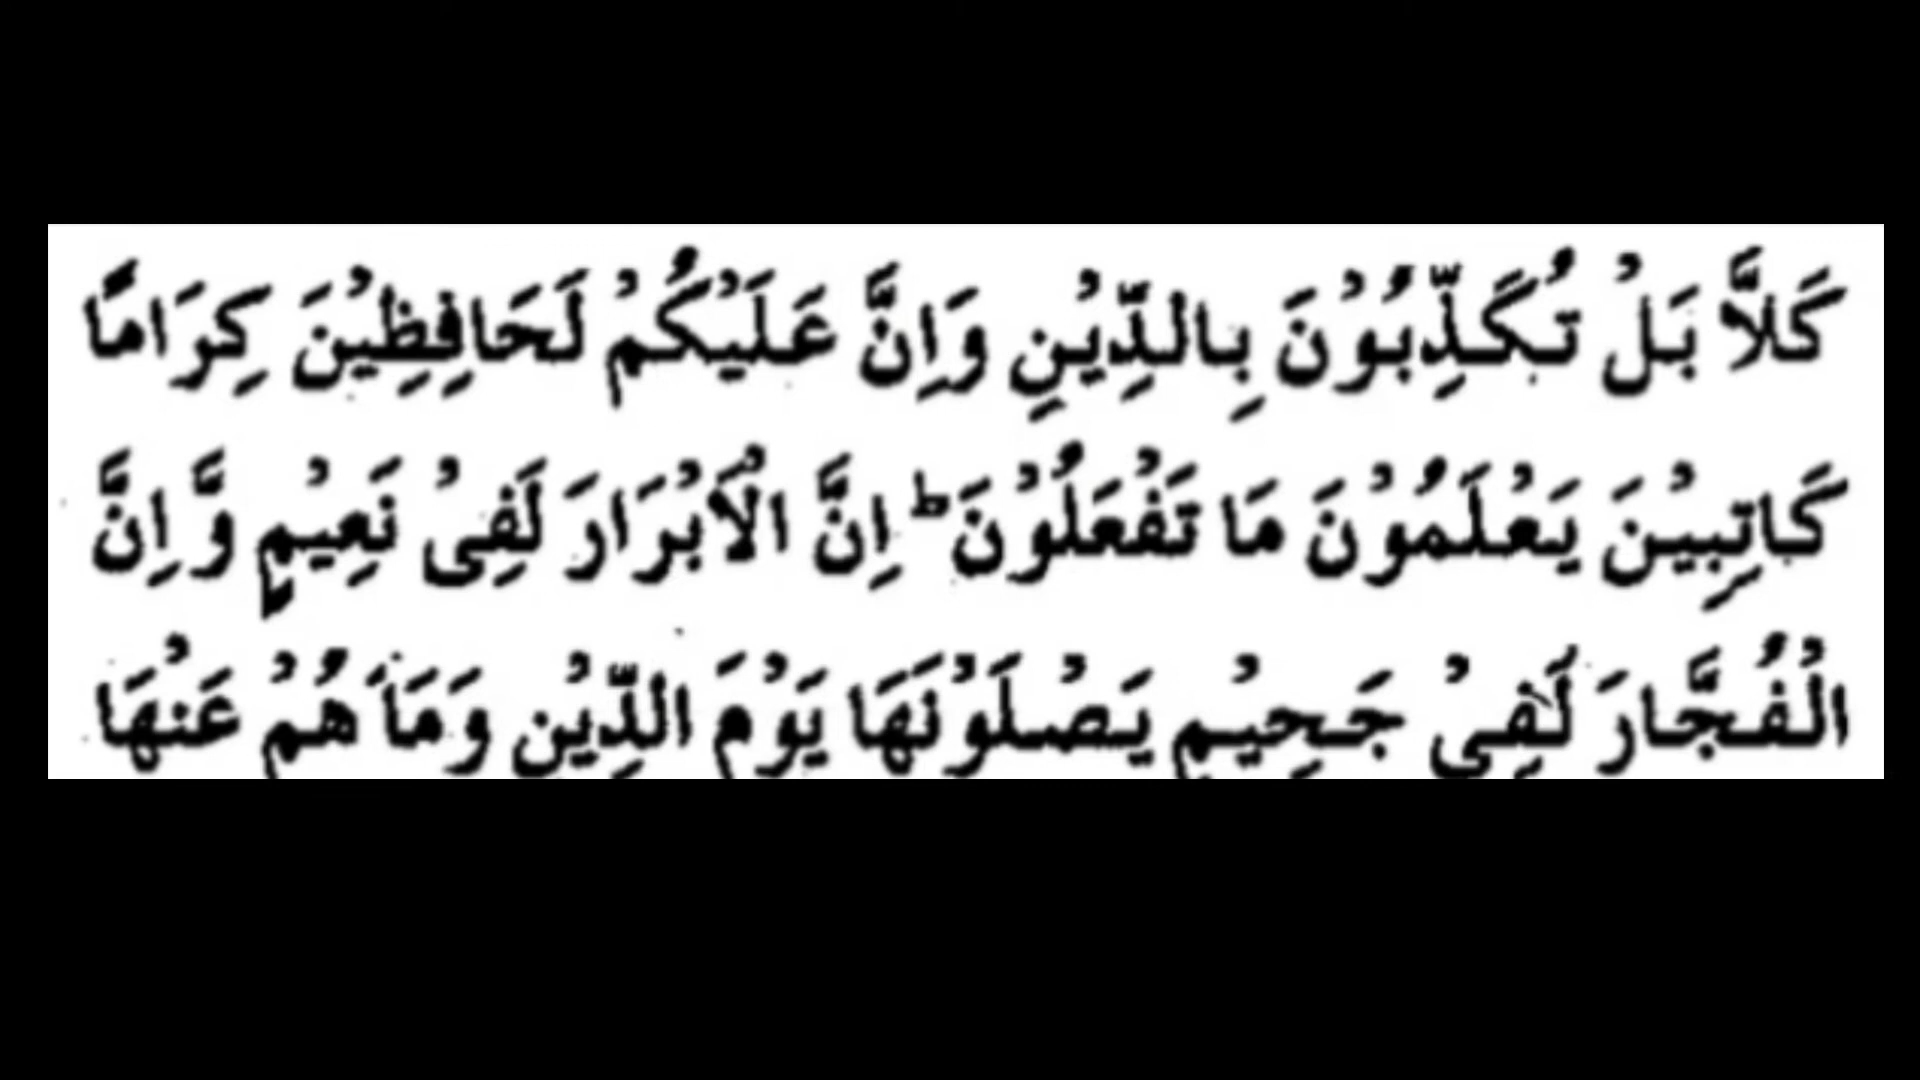 كَلَّا بَلْ تُكَذِّبُوْنَ بِالدِّيْنِ وَاِنَّ عَلَيْكُمْ لَحَافِظِيْنَ كِرَامًا
كَاتِبِيْنَ يَعْلَمُوْنَ مَا تَفْعَلُوْنَ ؕ اِنَّ الْاَبْرَارَ لَفِیْ نَعِيْمٍ وَّاِنَّ
الْفُجَّارَ لَفِیْ جَحِيْمٍ يَصْلَوْنَهَا يَوْمَ الدِّيْنِ وَمَا هُمْ عَنْهَا